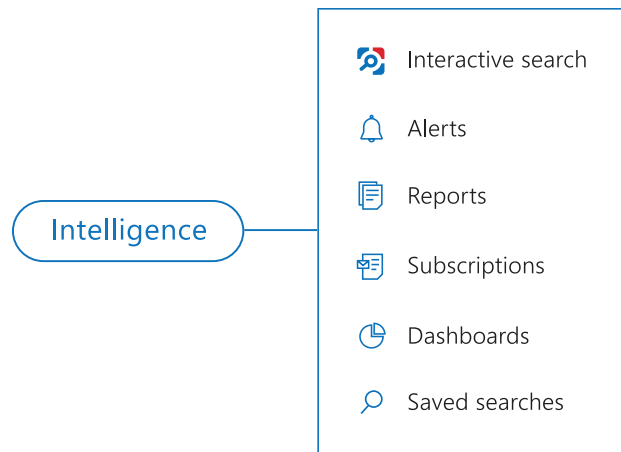 Interactive search
Alerts
Reports
Intelligence
Subscriptions
Dashboards
Saved searches